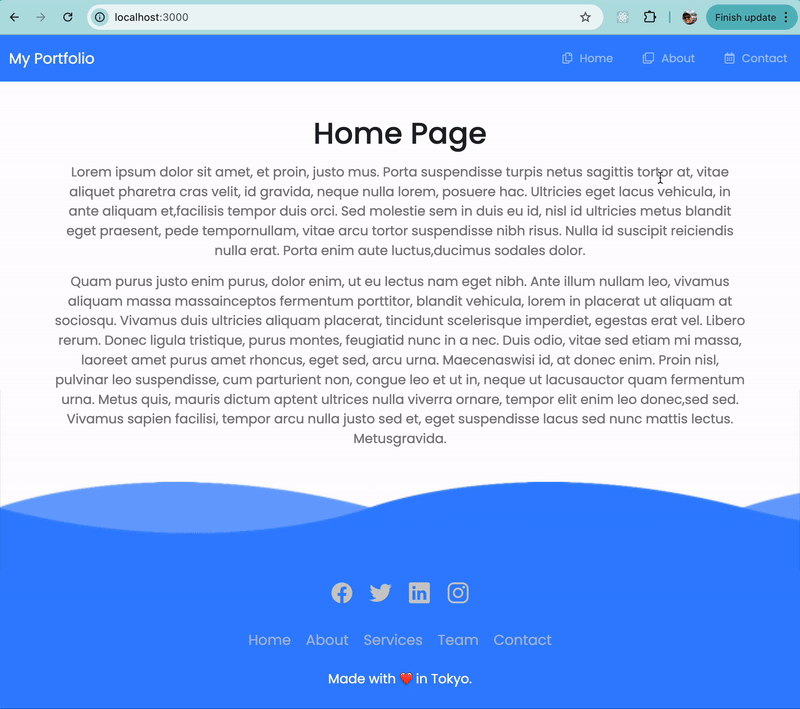 localhost:3000
Finish update
My Portfolio
Home
About
Contact
Home Page
Lorem ipsum dolor sit amet, et proin, justo mus. Porta suspendisse turpis netus sagittis tortor at, vitae
aliquet pharetra cras velit, id gravida, neque nulla lorem, posuere hac. Ultricies eget lacus vehicula, in
ante aliquam et,facilisis tempor duis orci. Sed molestie sem in duis eu id, nisl id ultricies metus blandit
eget praesent, pede tempornullam, vitae arcu tortor suspendisse nibh risus. Nulla id suscipit reiciendis
nulla erat. Porta enim aute luctus,ducimus sodales dolor.
Quam purus justo enim purus, dolor enim, ut eu lectus nam eget nibh. Ante illum nullam leo, vivamus
aliquam massa massainceptos fermentum porttitor, blandit vehicula, lorem in placerat ut aliquam at
sociosqu. Vivamus duis ultricies aliquam placerat, tincidunt scelerisque imperdiet, egestas erat vel. Libero
rerum. Donec ligula tristique, purus montes, feugiatid nunc in a nec. Duis odio, vitae sed etiam mi massa,
laoreet amet purus amet rhoncus, eget sed, arcu urna. Maecenaswisi id, at donec enim. Proin nisl,
pulvinar leo suspendisse, cum parturient non, congue leo et ut in, neque ut lacusauctor quam fermentum
urna. Metus quis, mauris dictum aptent ultrices nulla viverra ornare, tempor elit enim leo donec,sed sed.
Vivamus sapien facilisi, tempor arcu nulla justo sed et, eget suspendisse lacus sed nunc mattis lectus.
Metusgravida.
Home About Services Team Contact
Made with ❤️ in Tokyo.